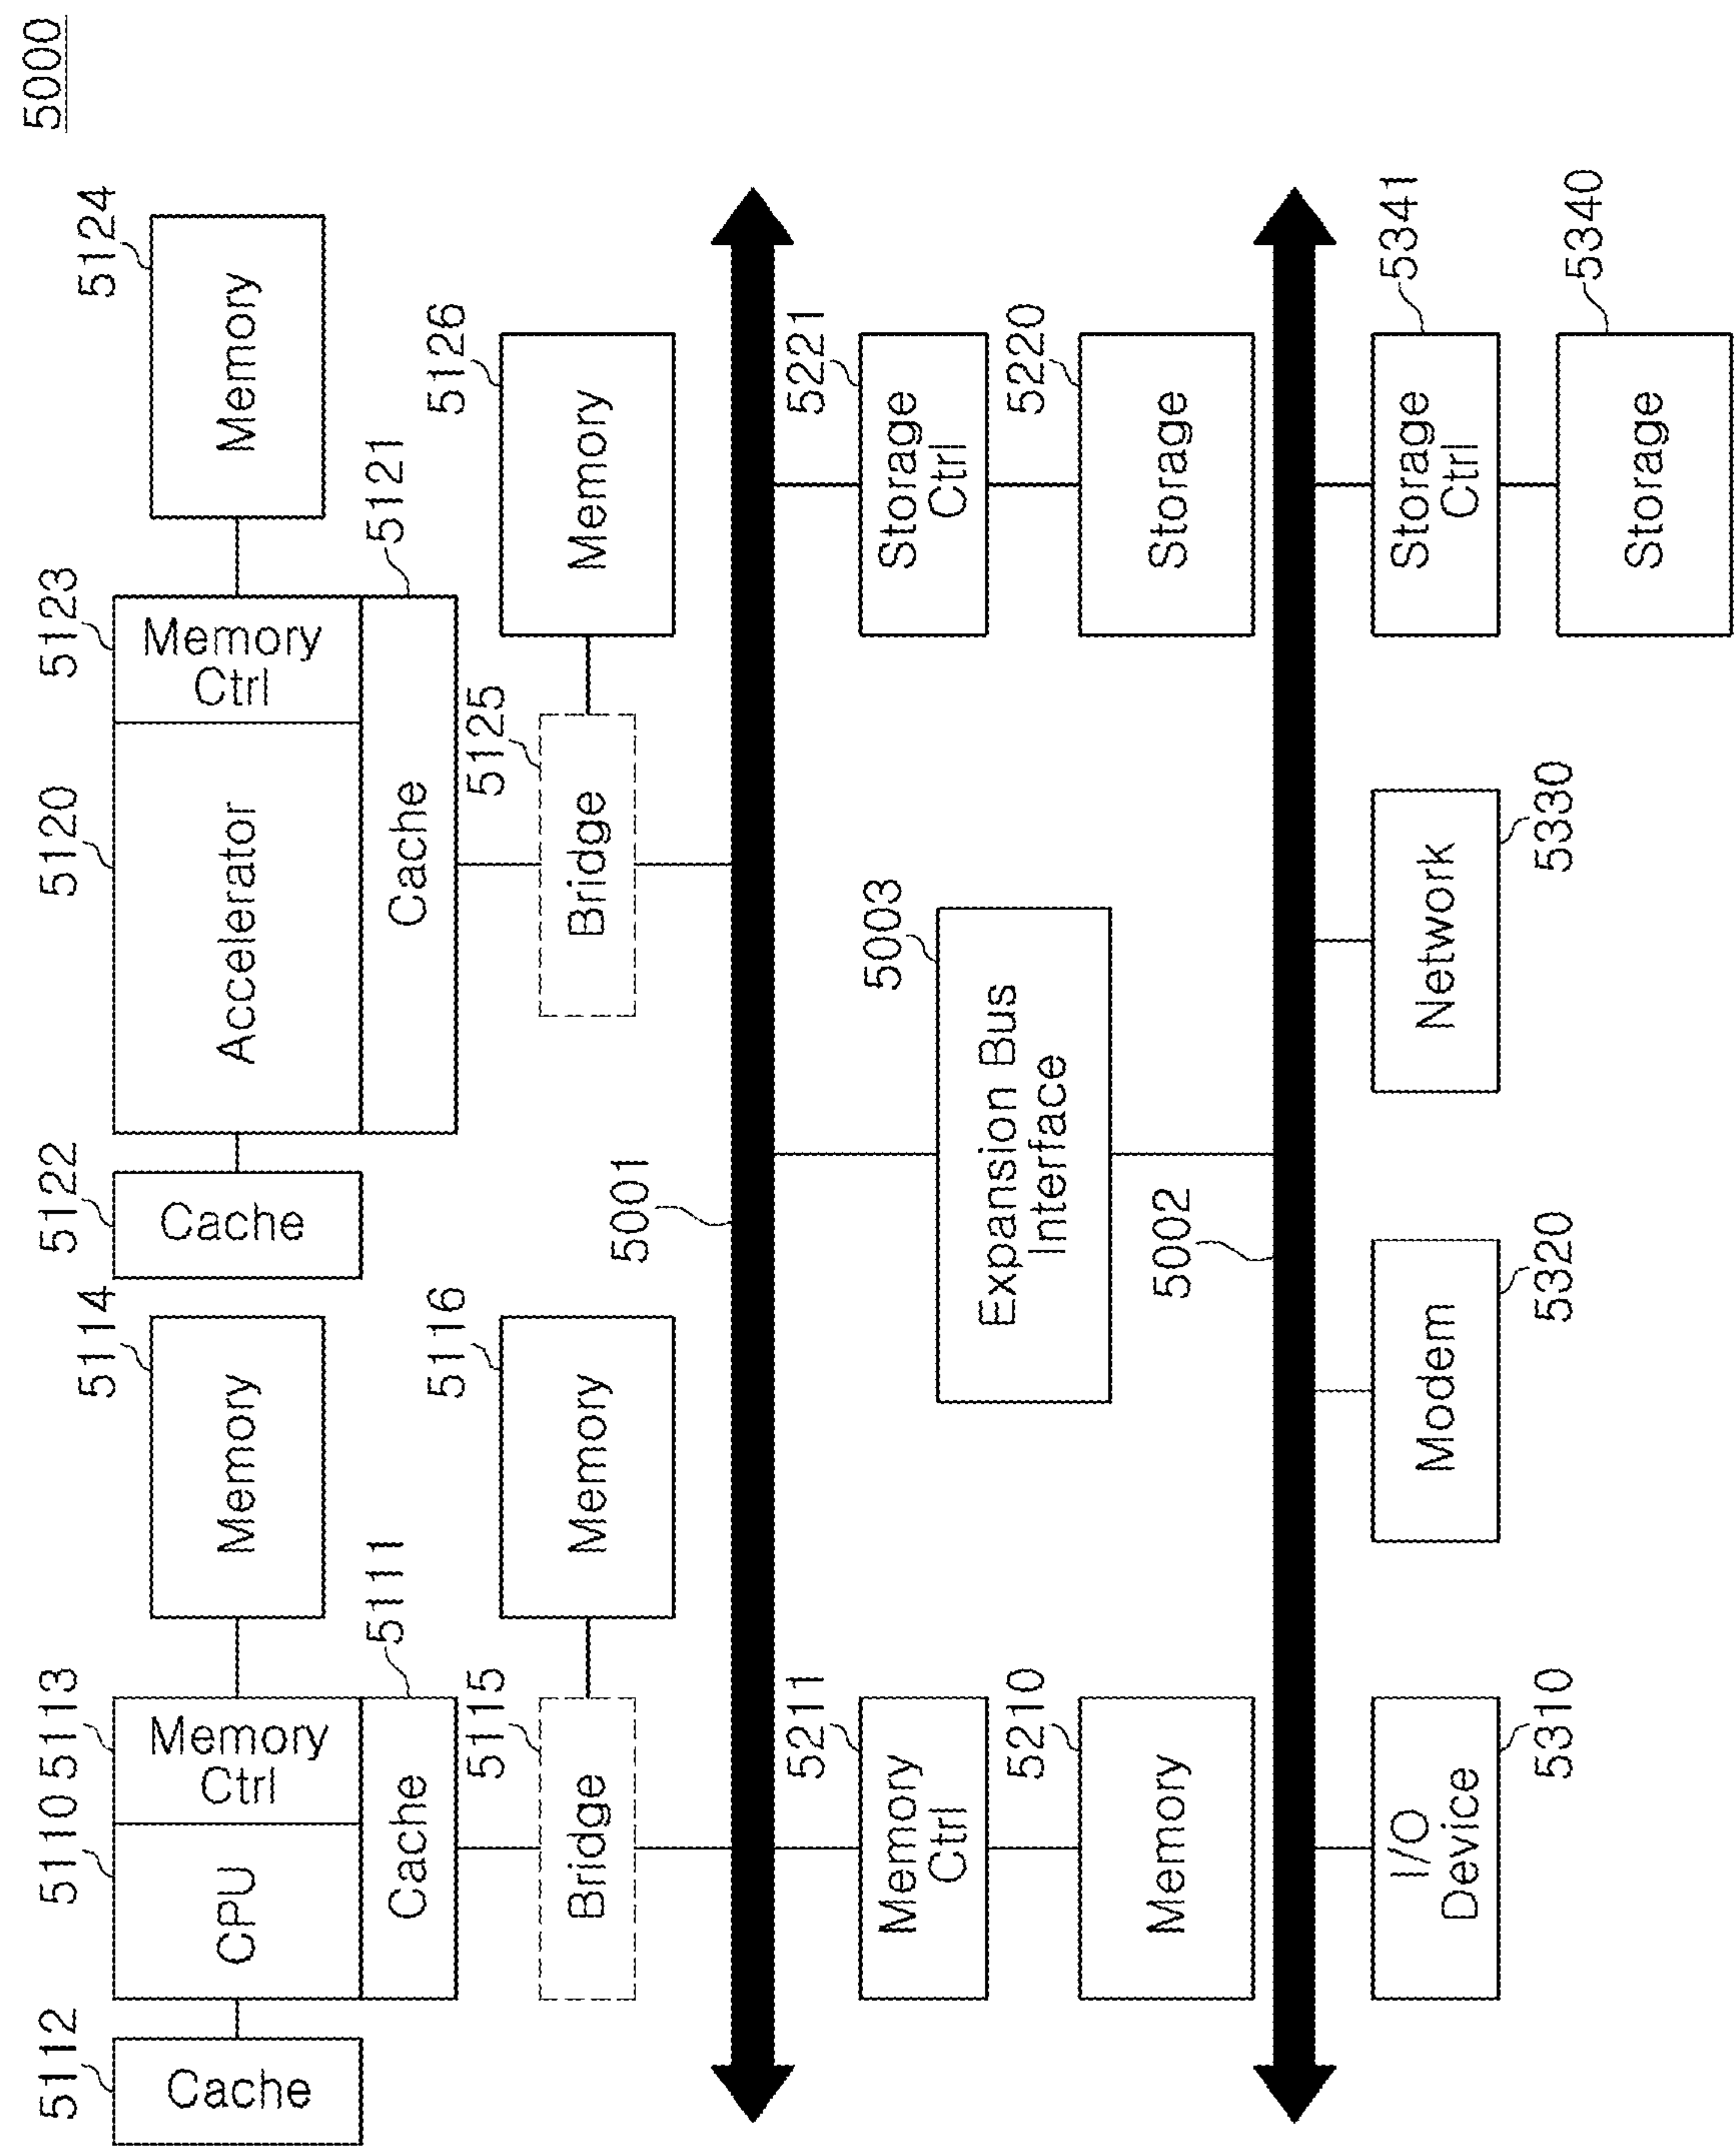 5000
5112
5110
5113
5114
5122
5120
5123
5124
Cache
CPU
Memory
Ctrl
Memory
Cache
Accelerator
Memory
Ctrl
Memory
Cache
5111
Cache
5121
5115
5116
5125
5126
Bridge
Memory
Bridge
Memory
5001
5211
Memory
Ctrl
5003
5221
Storage
Ctrl
Expansion Bus
Interface
5210
Memory
5220
Storage
5002
I/O
Device
Modem
Network
Storage
Ctrl
5341
5310
5320
5330
Storage
5340